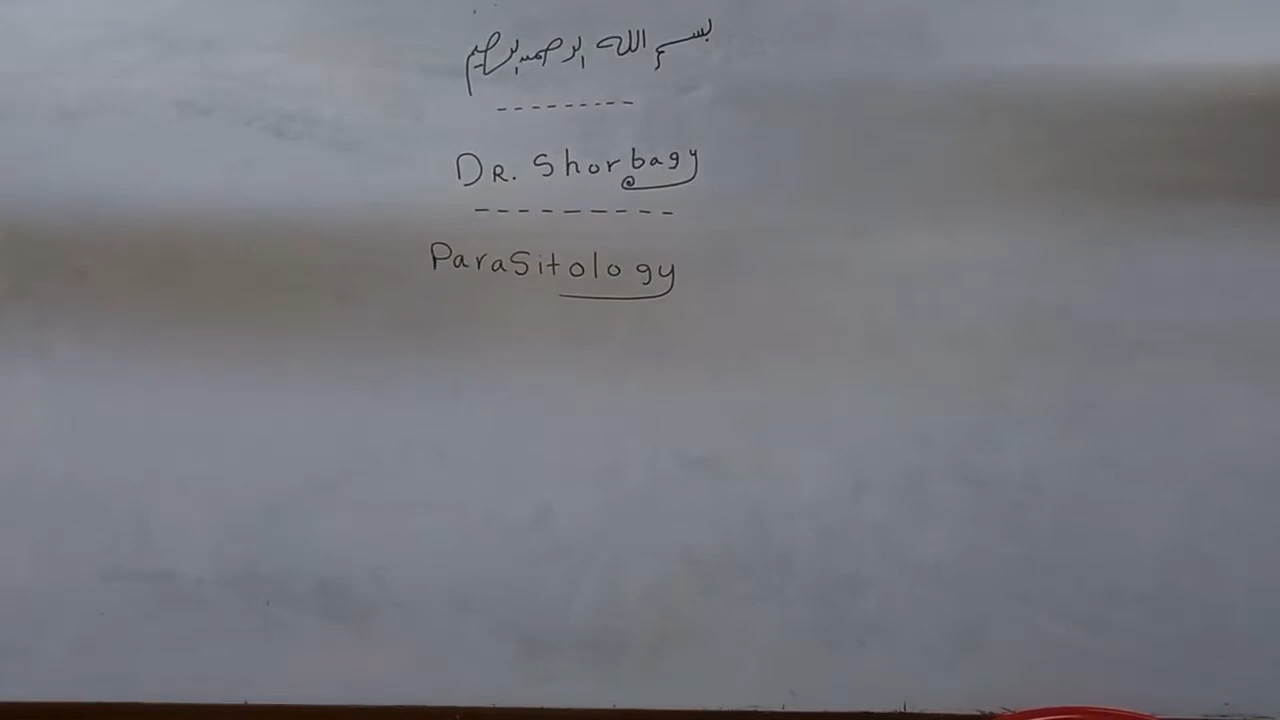 بسم الله الرحمن الرحيم
---------
DR. Shorbagy
---------
ParaSitology